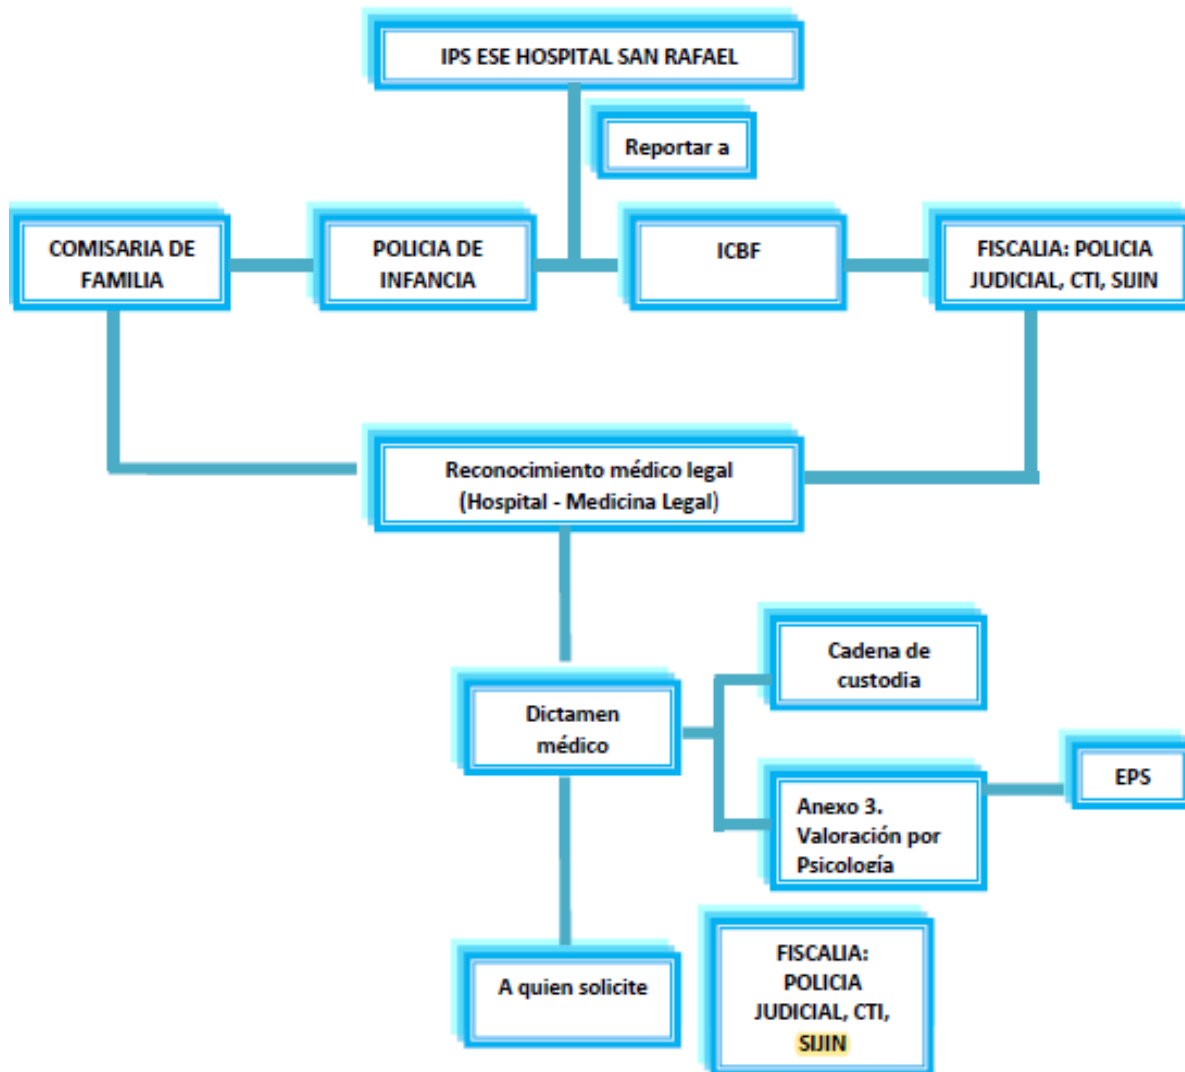 IPS ESE HOSPITAL SAN RAFAEL
Reportar a
COMISARIA DE
FAMILIA
POLICIA DE
INFANCIA
ICBF
FISCALIA: POLICIA
JUDICIAL, CTI, SIJIN
Reconocimiento médico legal
(Hospital - Medicina Legal)
Dictamen
médico
Cadena de
custodia
Anexo 3.
Valoración por
Psicología
EPS
A quien solicite
FISCALIA:
POLICIA
JUDICIAL, CTI,
SIJIN